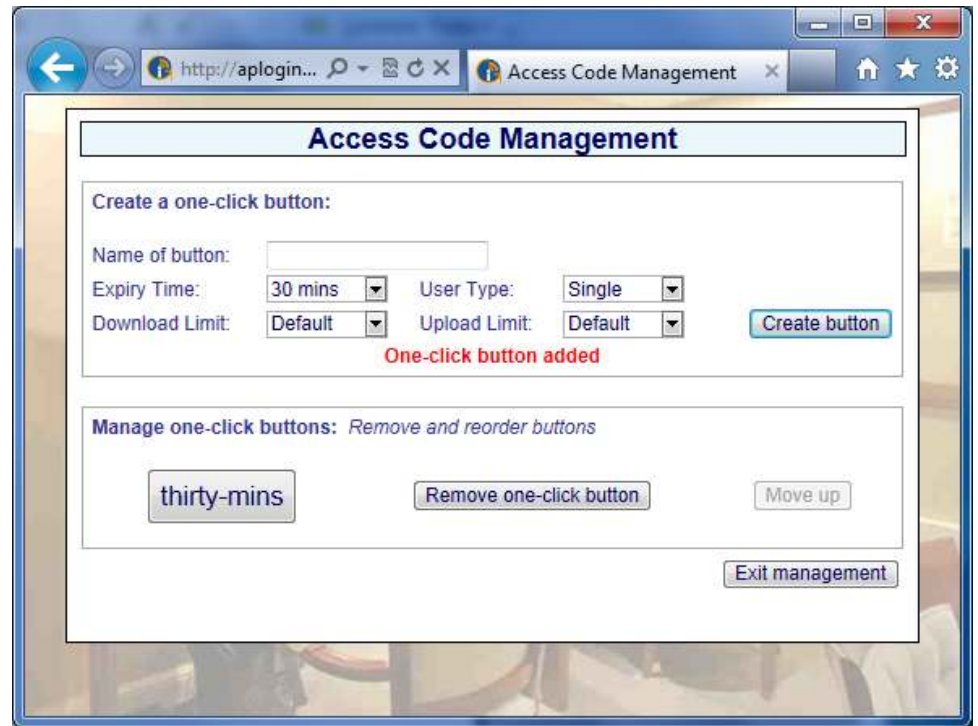 http://aplogin...
Access Code Management
Access Code Management
Create a one-click button:
Name of button:
Expiry Time: 30 mins User Type: Single
Download Limit: Default Upload Limit: Default Create button
One-click button added
Manage one-click buttons: Remove and reorder buttons
thirty-mins Remove one-click button Move up
Exit management